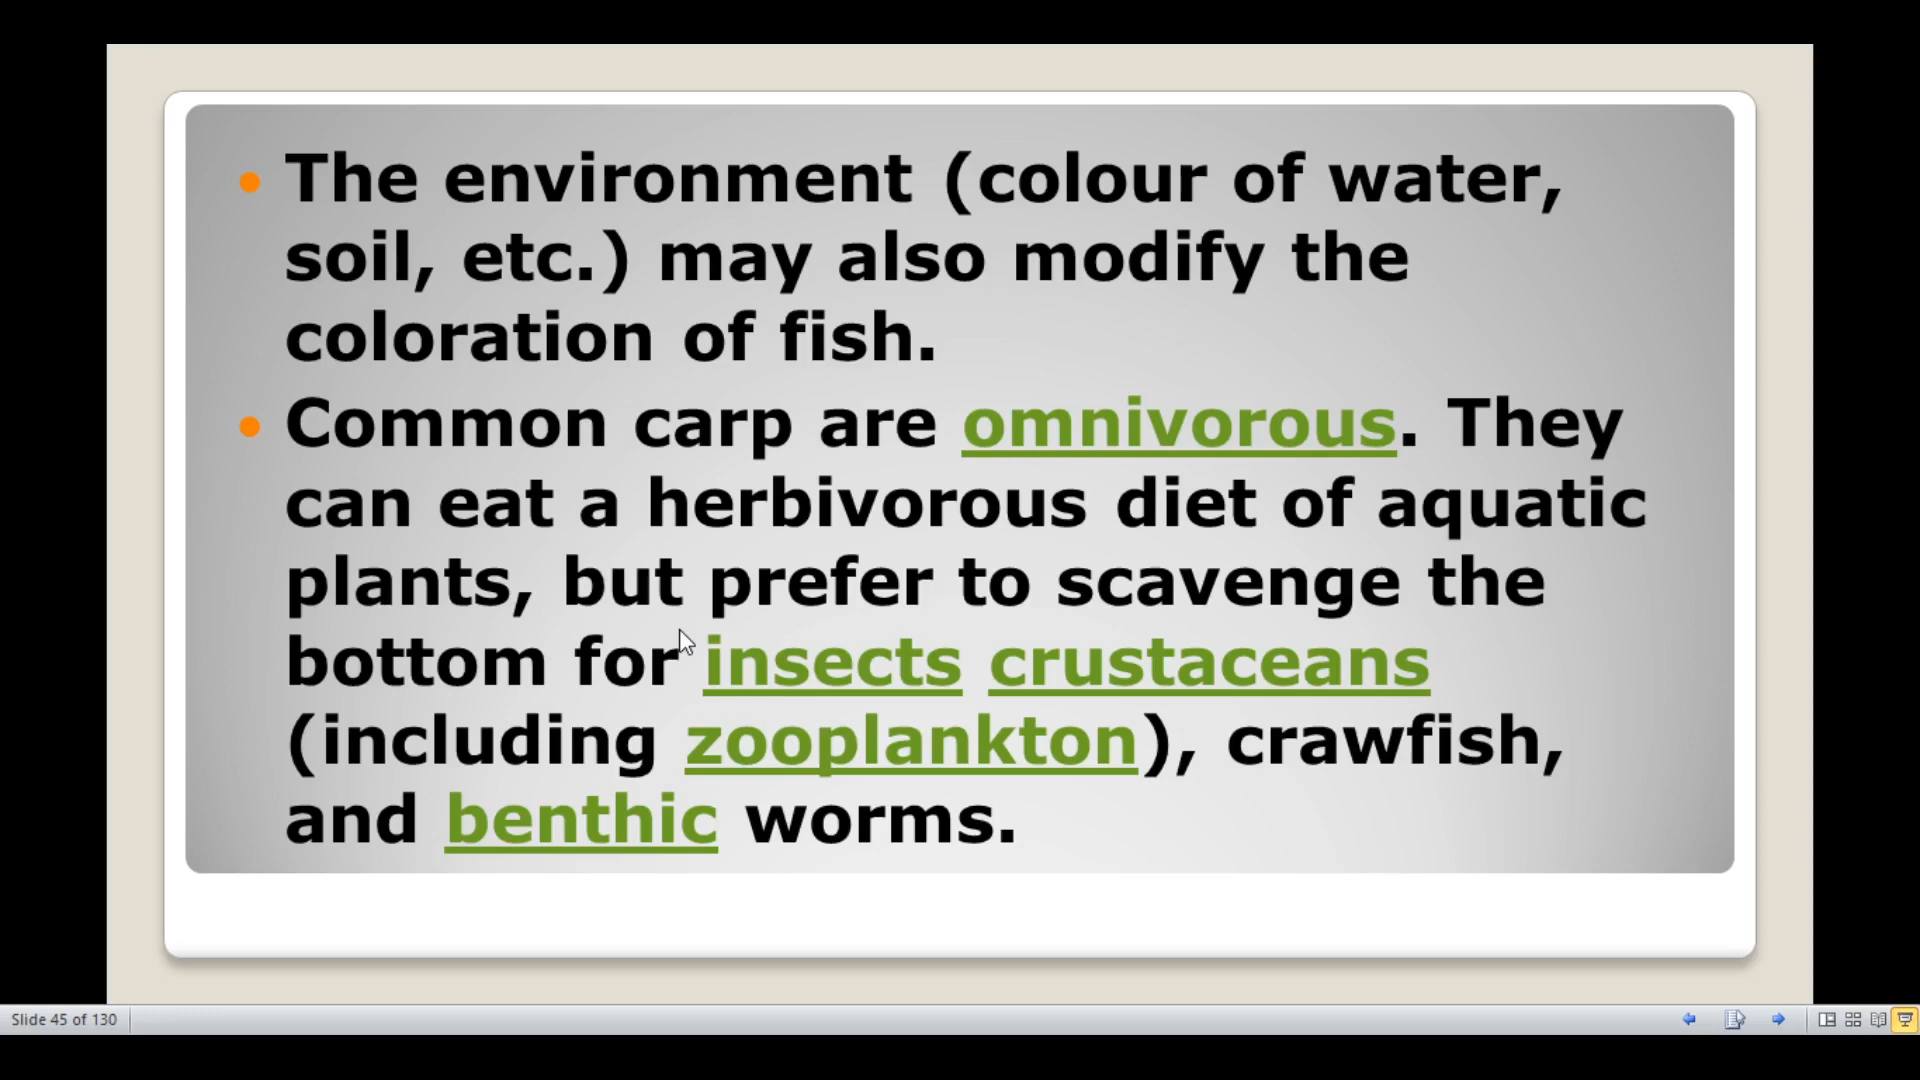 The environment (colour of water,
soil, etc.) may also modify the
coloration of fish.
Common carp are omnivorous. They
can eat a herbivorous diet of aquatic
plants, but prefer to scavenge the
bottom for insects crustaceans
(including zooplankton), crawfish,
and benthic worms.
Slide 45 of 130